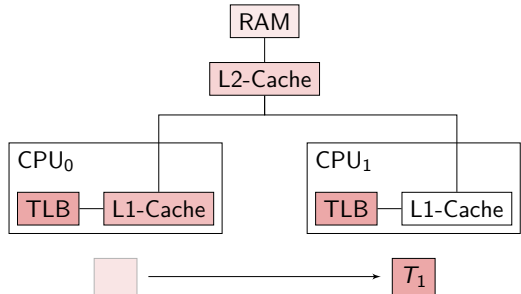 RAM
L2-Cache
CPU₀ CPU₁
TLB L1-Cache TLB L1-Cache
T₁